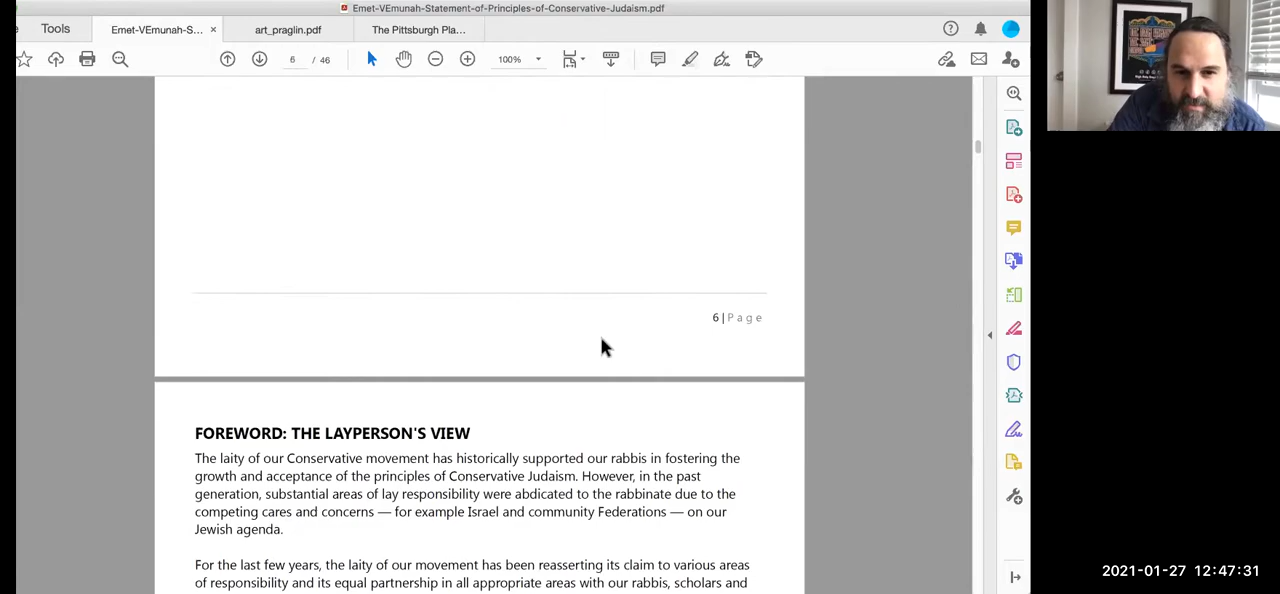 Emet-VEmunah-Statement-of-Principles-of-Conservative-Judaism.pdf
Tools
Emet-VEmunah-S... ×
art_praglin.pdf
The Pittsburgh Pla...
6 / 46
100%
6 | Page
FOREWORD: THE LAYPERSON'S VIEW
The laity of our Conservative movement has historically supported our rabbis in fostering the
growth and acceptance of the principles of Conservative Judaism. However, in the past
generation, substantial areas of lay responsibility were abdicated to the rabbinate due to the
competing cares and concerns — for example Israel and community Federations — on our
Jewish agenda.
For the last few years, the laity of our movement has been reasserting its claim to various areas
of responsibility and its equal partnership in all appropriate areas with our rabbis, scholars and
2021-01-27 12:47:31